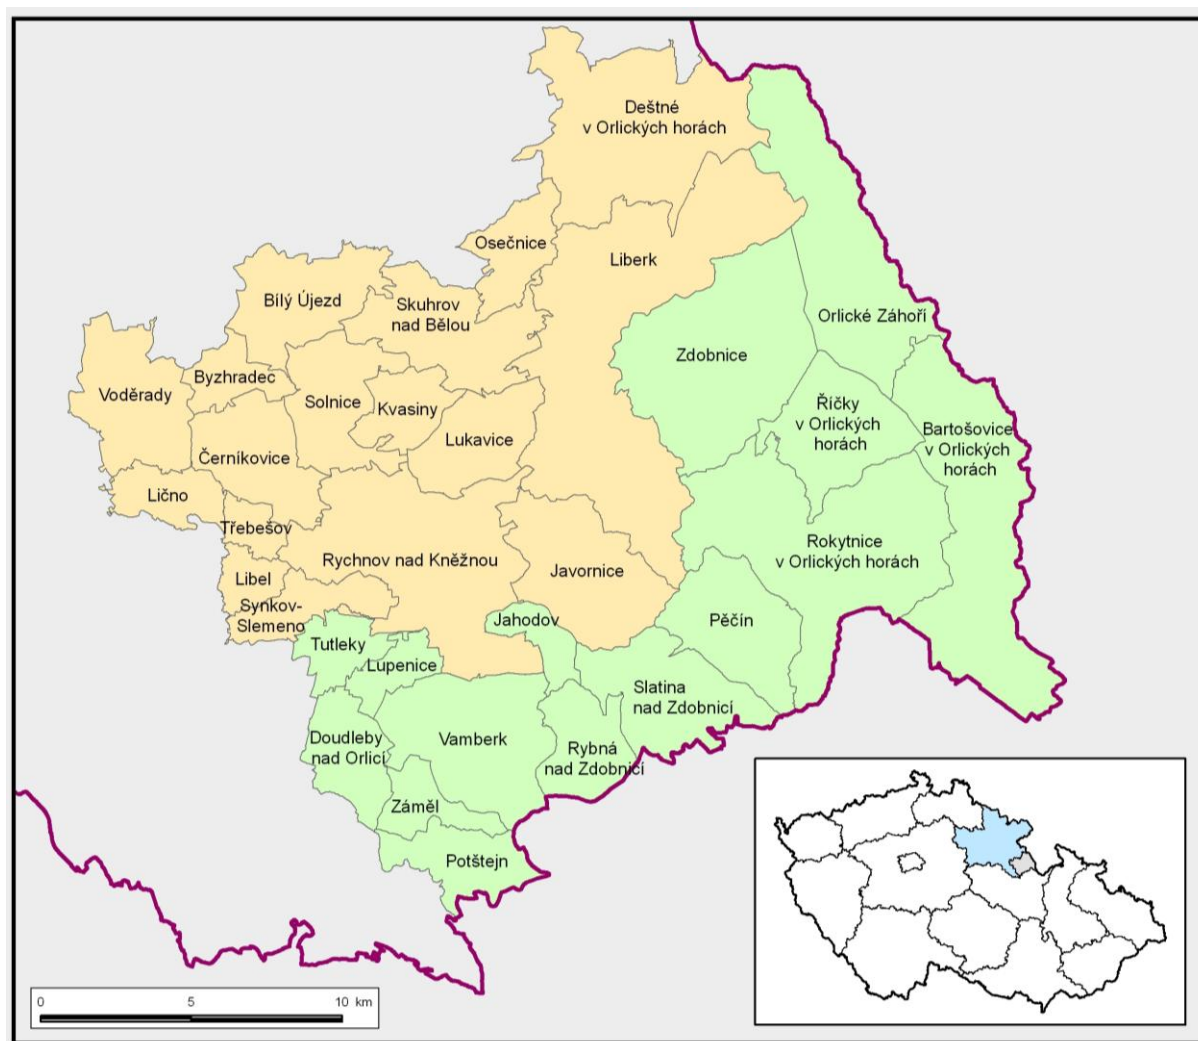 Deštné
v Orlických horách
Osečnice
Liberk
Bílý Újezd
Skuhrov
nad Bělou
Orlické Záhoří
Zdobnice
Byzhradec
Voděrady
Solnice
Kvasiny
Říčky
v Orlických
horách
Lukavice
Bartošovice
v Orlických
horách
Černíkovice
Lično
Třebešov
Rychnov nad Kněžnou
Javornice
Rokytnice
v Orlických horách
Libel
Synkov-
Slemeno
Jahodov
Pěčín
Tutleky
Lupenice
Slatina
nad Zdobnicí
Doudleby
nad Orlicí
Vamberk
Rybná
nad Zdobnicí
Záměl
Potštejn
0 5 10 km